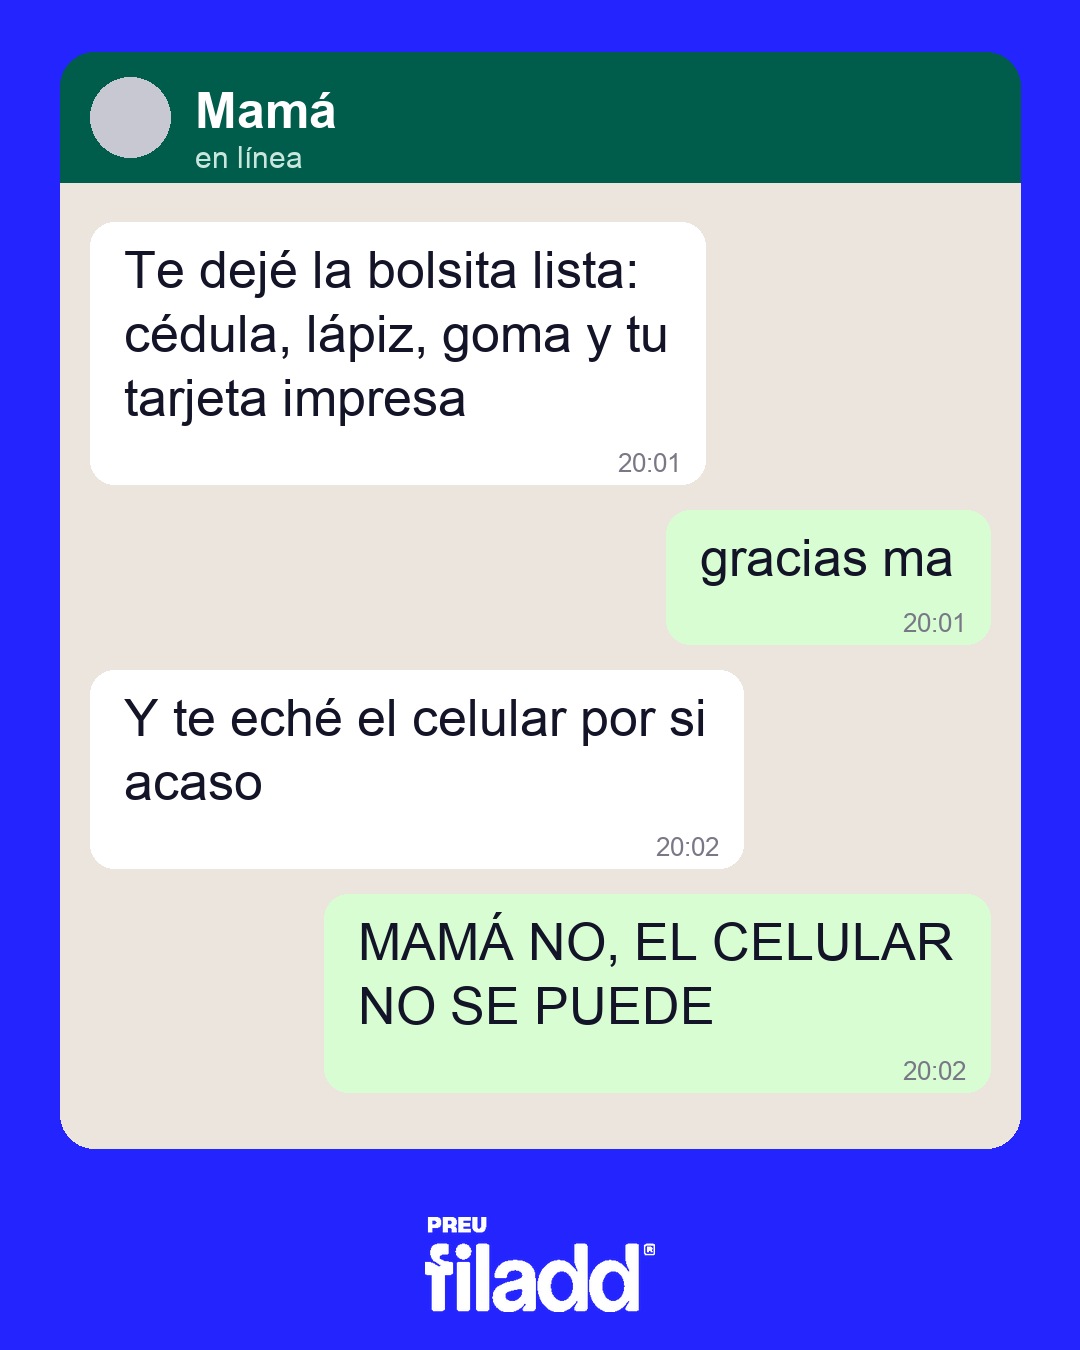 Mamá
en línea
Te dejé la bolsita lista:
cédula, lápiz, goma y tu
tarjeta impresa
20:01
gracias ma
20:01
Y te eché el celular por si
acaso
20:02
MAMÁ NO, EL CELULAR
NO SE PUEDE
20:02
PREU
filadd®